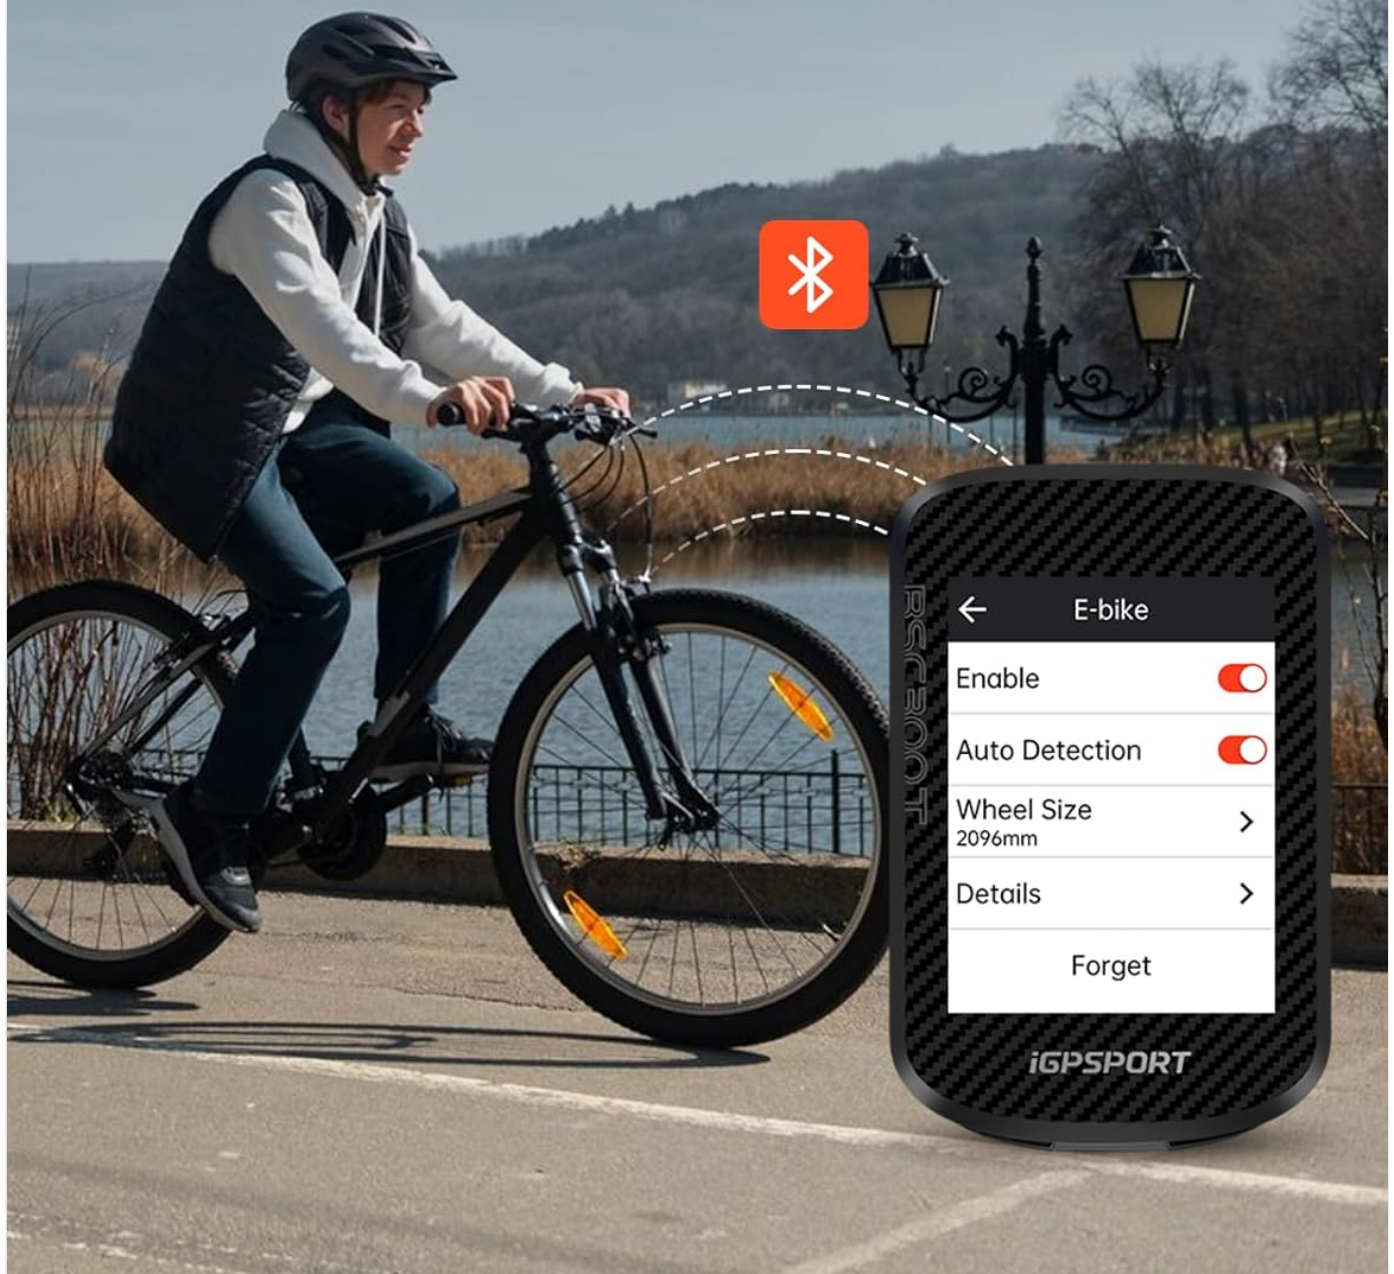 E-bike
Enable
Auto Detection
Wheel Size
2096mm
Details
Forget
BSC300T
iGPSPORT